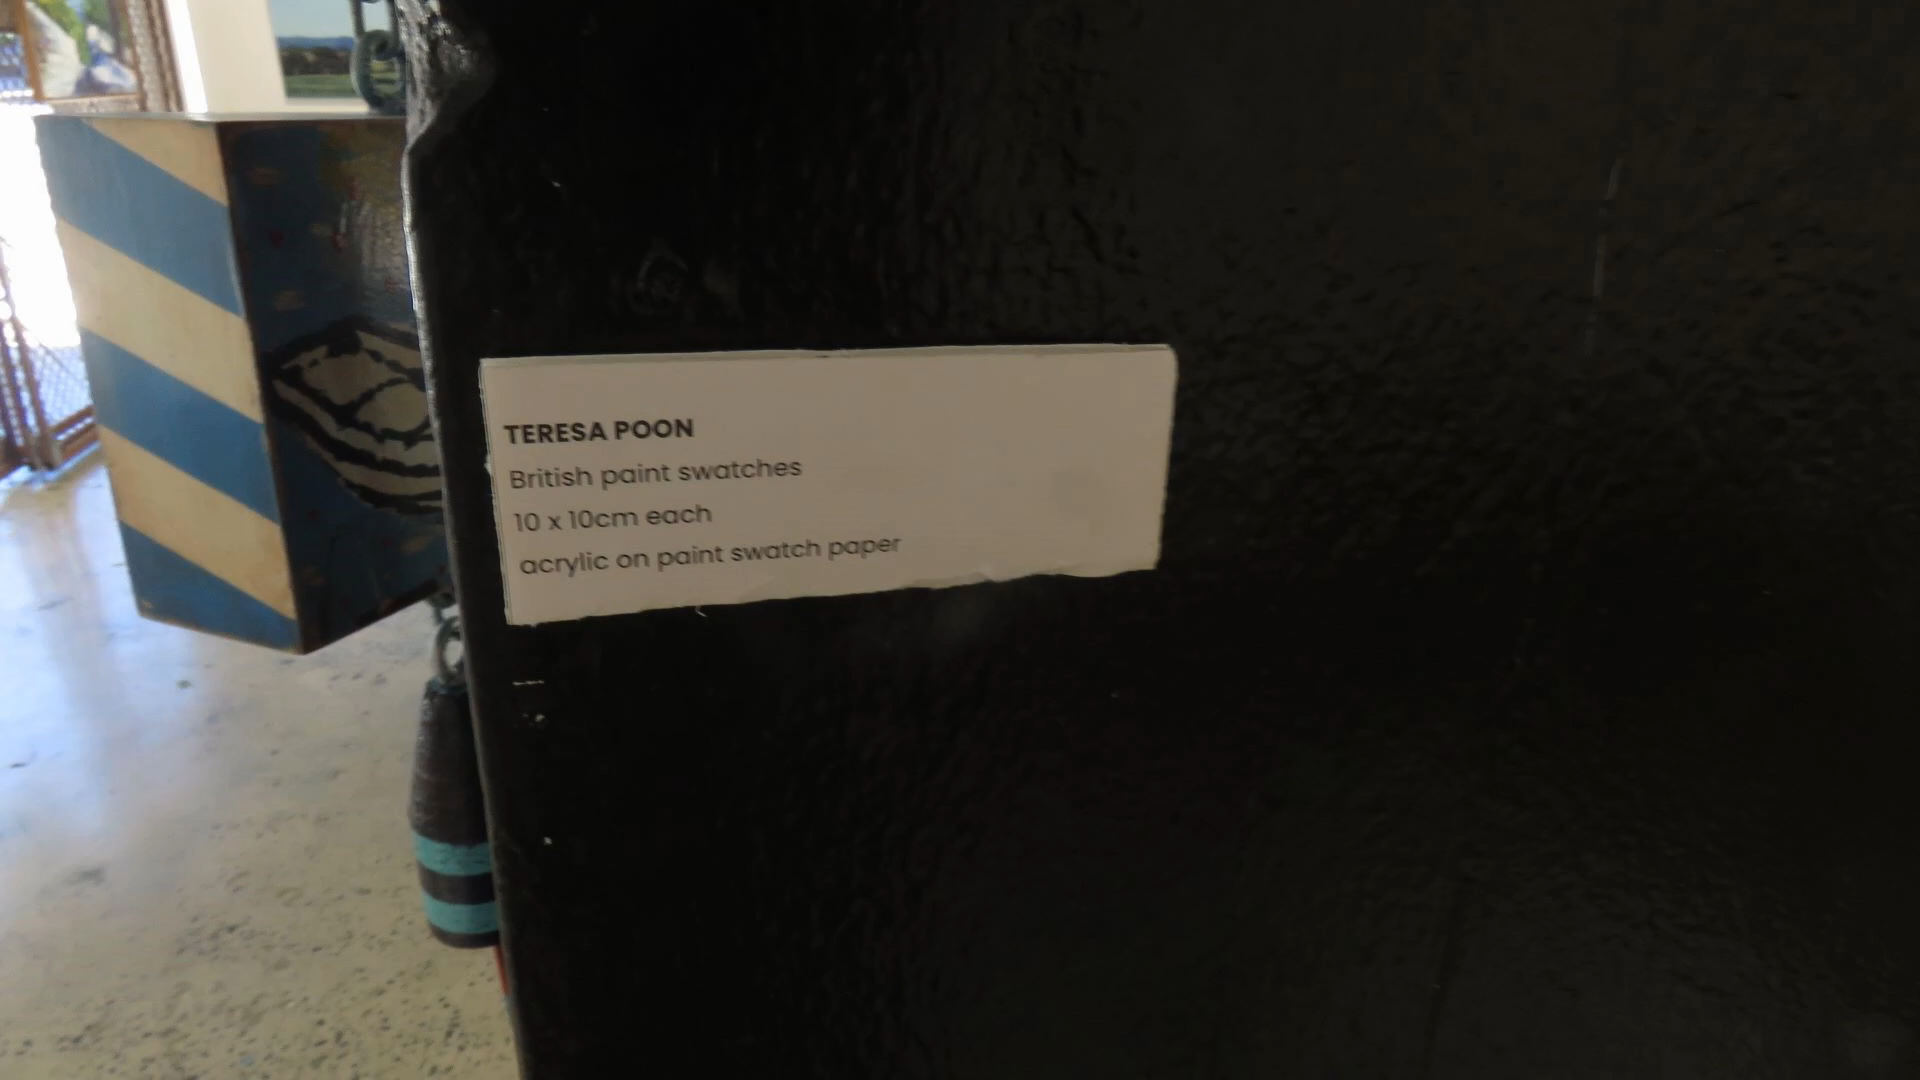 TERESA POON
British paint swatches
10 x 10cm each
acrylic on paint swatch paper